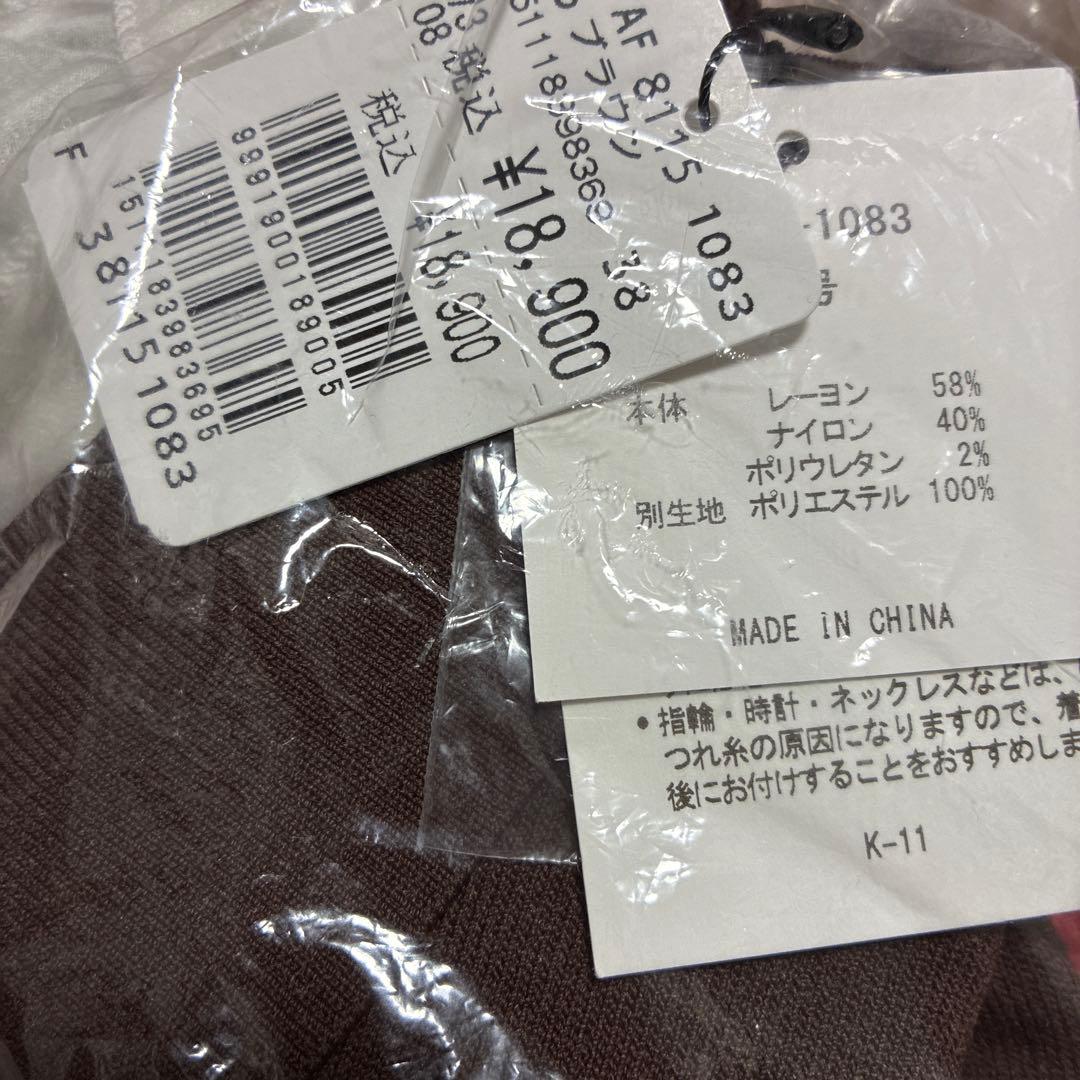 AF 8115 1083
ブラウン
38
08
税込 ¥18,900
税込 ¥18,900
9991900189005
F 381151083
-1083
本体 レーヨン 58%
ナイロン 40%
ポリウレタン 2%
別生地 ポリエステル 100%
MADE iN CHINA
• 指輪・時計・ネックレスなどは、
つれ糸の原因になりますので、着
後にお付けすることをおすすめしま
K-11